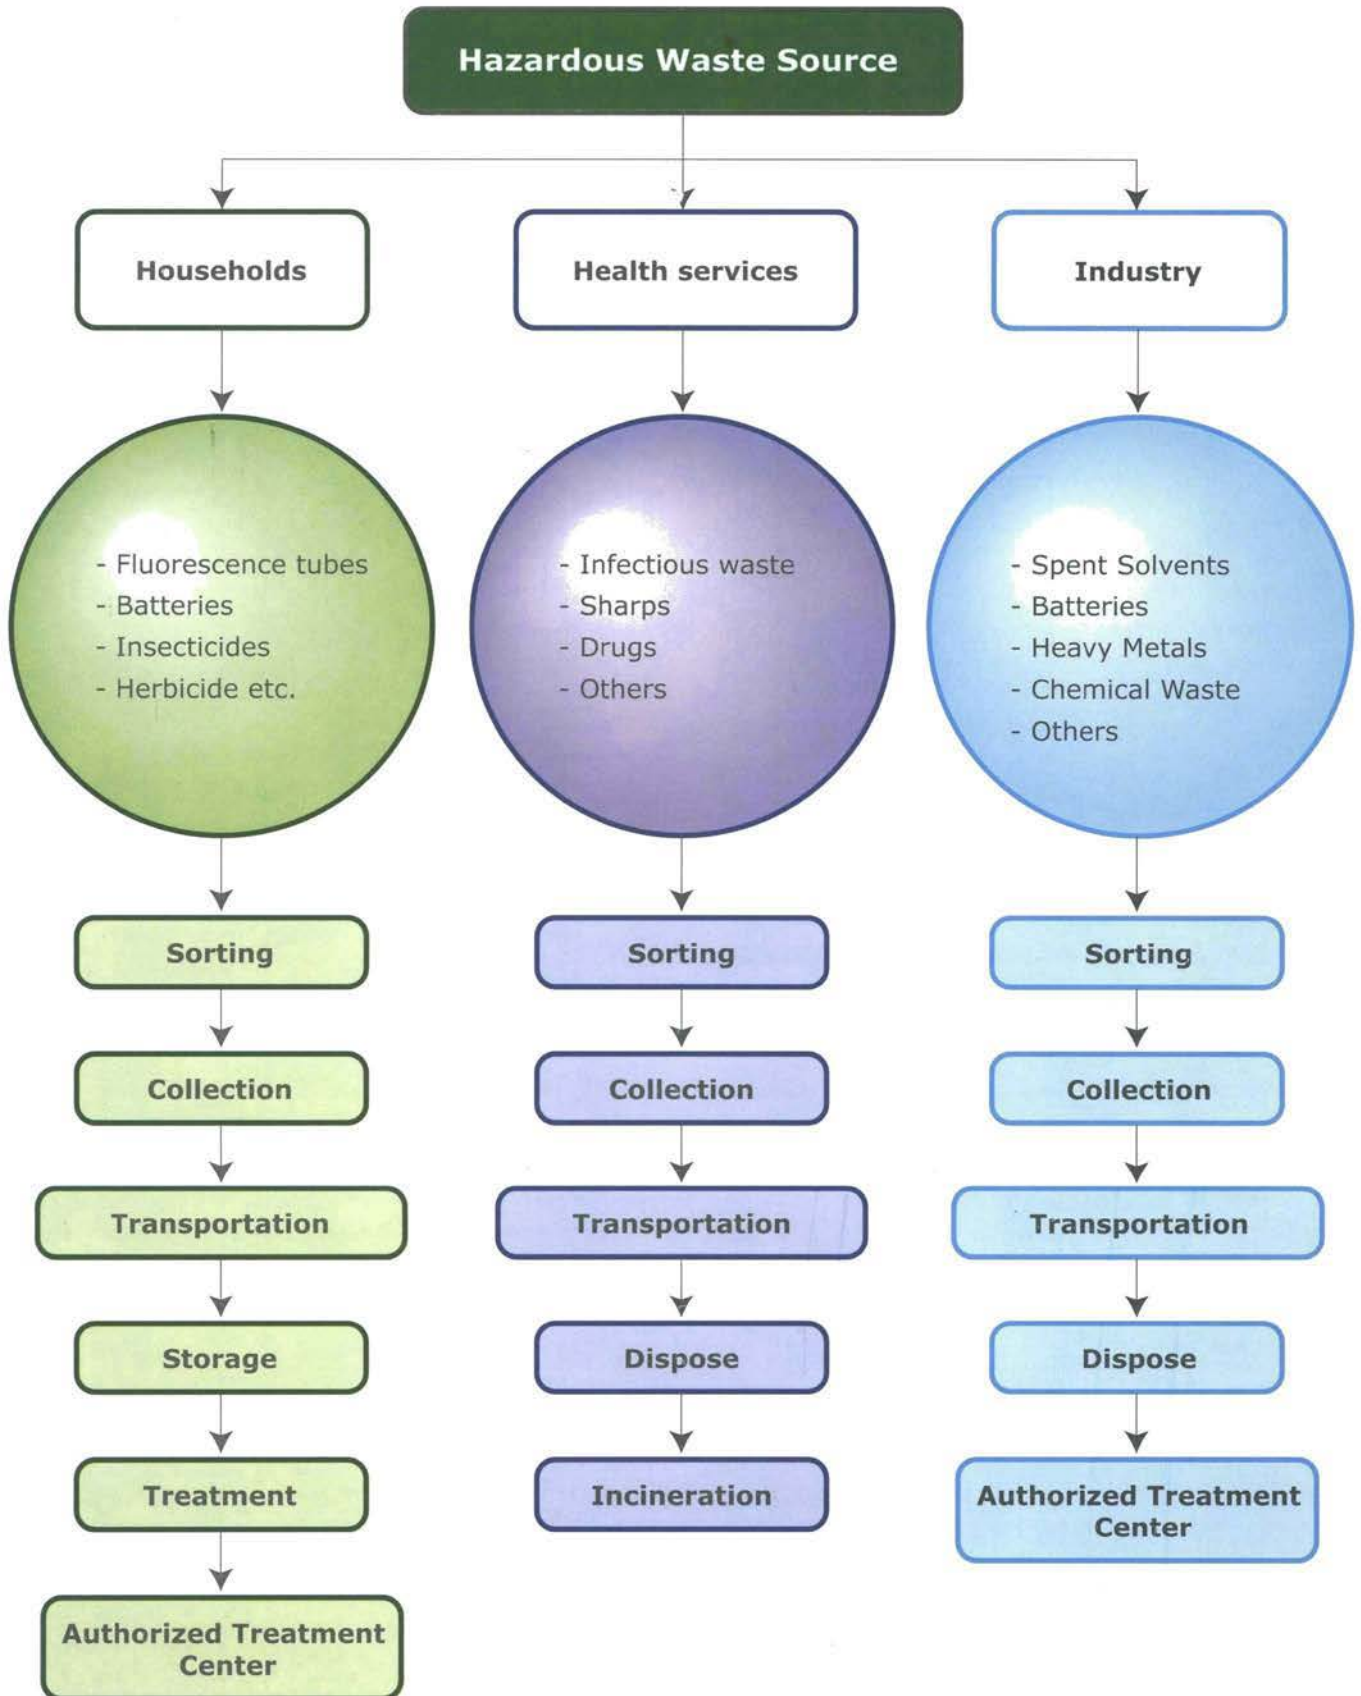 Hazardous Waste Source
Households
Health services
Industry
- Fluorescence tubes
- Batteries
- Insecticides
- Herbicide etc.
- Infectious waste
- Sharps
- Drugs
- Others
- Spent Solvents
- Batteries
- Heavy Metals
- Chemical Waste
- Others
Sorting
Collection
Transportation
Storage
Treatment
Authorized Treatment
Center
Sorting
Collection
Transportation
Dispose
Incineration
Sorting
Collection
Transportation
Dispose
Authorized Treatment
Center